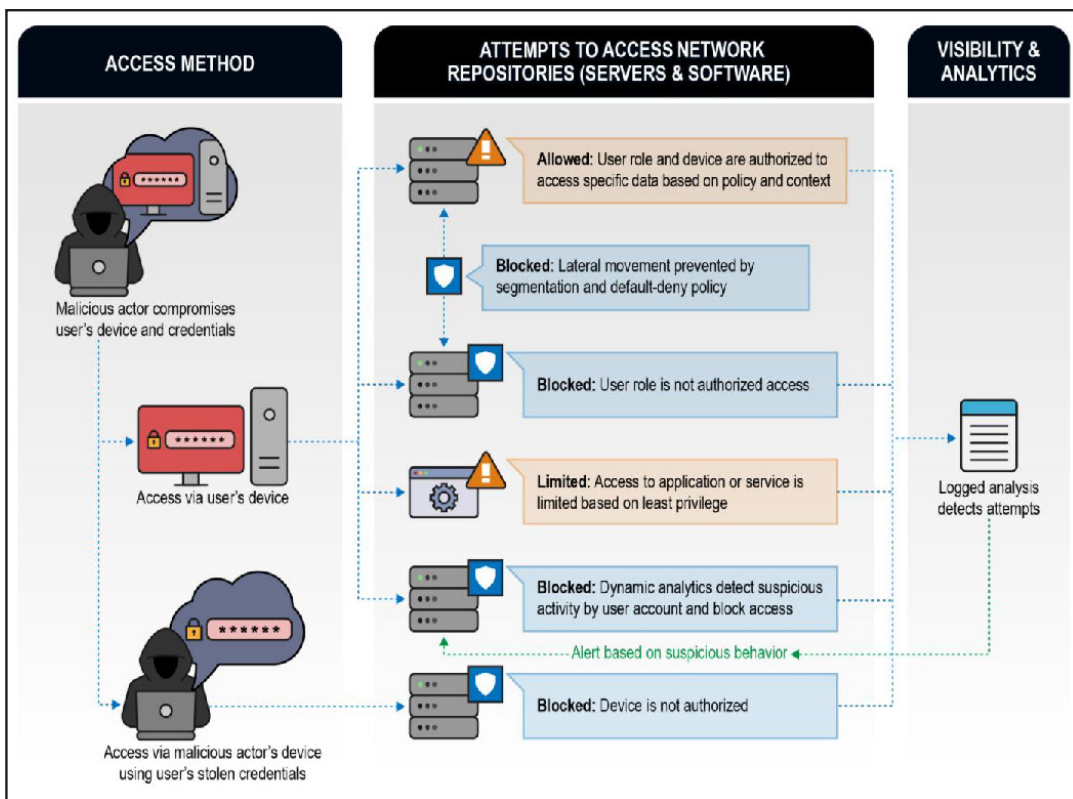 ACCESS METHOD
ATTEMPTS TO ACCESS NETWORK
REPOSITORIES (SERVERS & SOFTWARE)
VISIBILITY &
ANALYTICS
******
Malicious actor compromises
user's device and credentials
******
Access via user's device
******
Access via malicious actor's device
using user's stolen credentials
Allowed: User role and device are authorized to
access specific data based on policy and context
Blocked: Lateral movement prevented by
segmentation and default-deny policy
Blocked: User role is not authorized access
Limited: Access to application or service is
limited based on least privilege
Blocked: Dynamic analytics detect suspicious
activity by user account and block access
Alert based on suspicious behavior
Blocked: Device is not authorized
Logged analysis
detects attempts